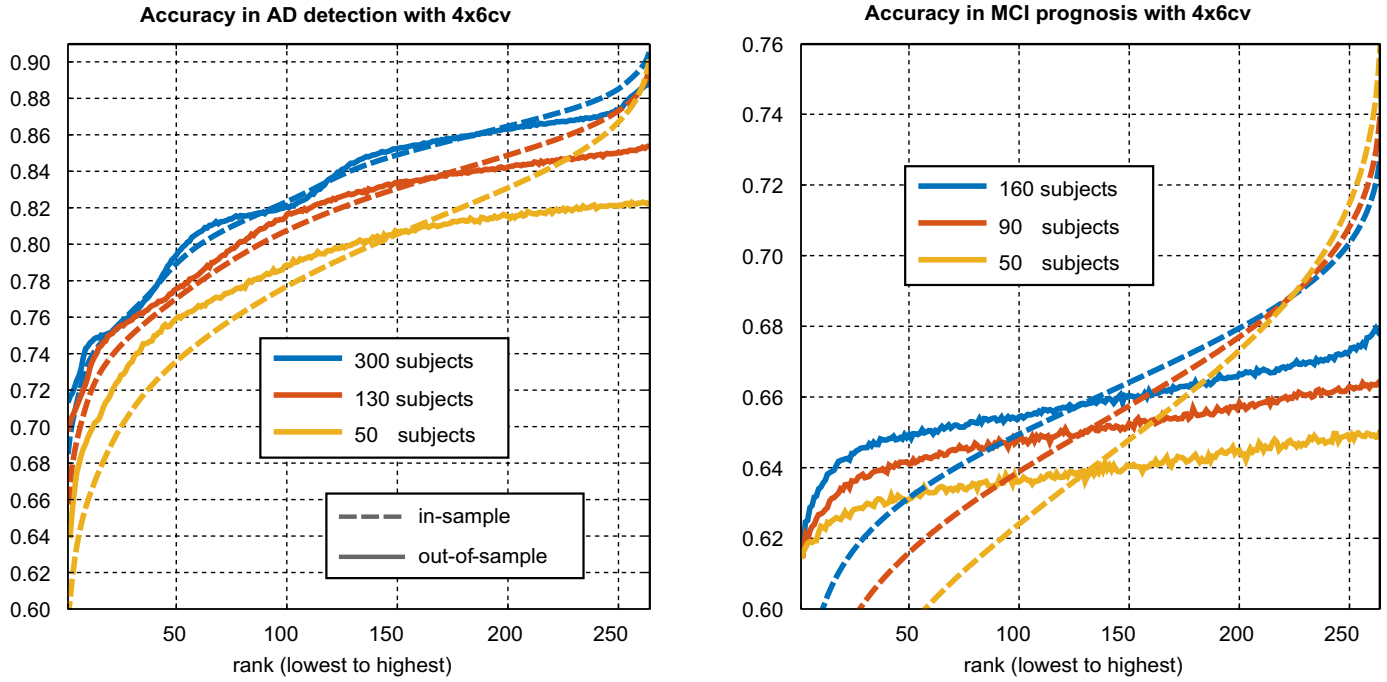 Accuracy in AD detection with 4x6cv
0.90
0.88
0.86
0.84
0.82
0.80
0.78
0.76
0.74
0.72
0.70
0.68
0.66
0.64
0.62
0.60
300 subjects
130 subjects
50 subjects
in-sample
out-of-sample
50
100
150
200
250
rank (lowest to highest)
Accuracy in MCI prognosis with 4x6cv
0.76
0.74
0.72
0.70
0.68
0.66
0.64
0.62
0.60
160 subjects
90 subjects
50 subjects
50
100
150
200
250
rank (lowest to highest)